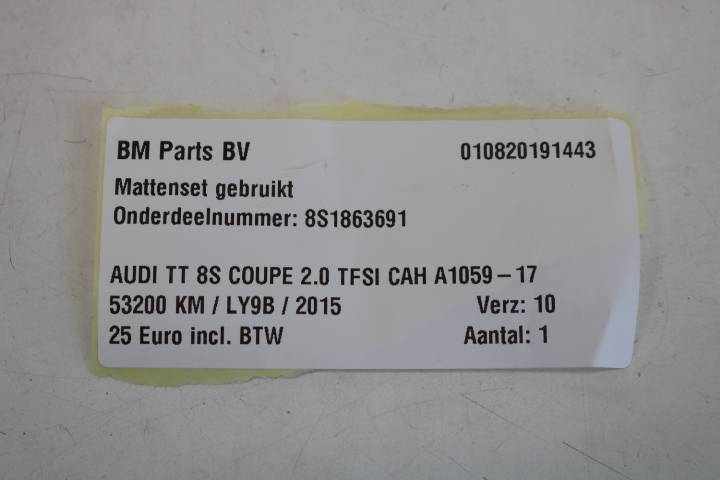 BM Parts BV 010820191443
Mattenset gebruikt
Onderdeelnummer: 8S1863691
AUDI TT 8S COUPE 2.0 TFSI CAH A1059 - 17
53200 KM / LY9B / 2015 Verz: 10
25 Euro incl. BTW Aantal: 1